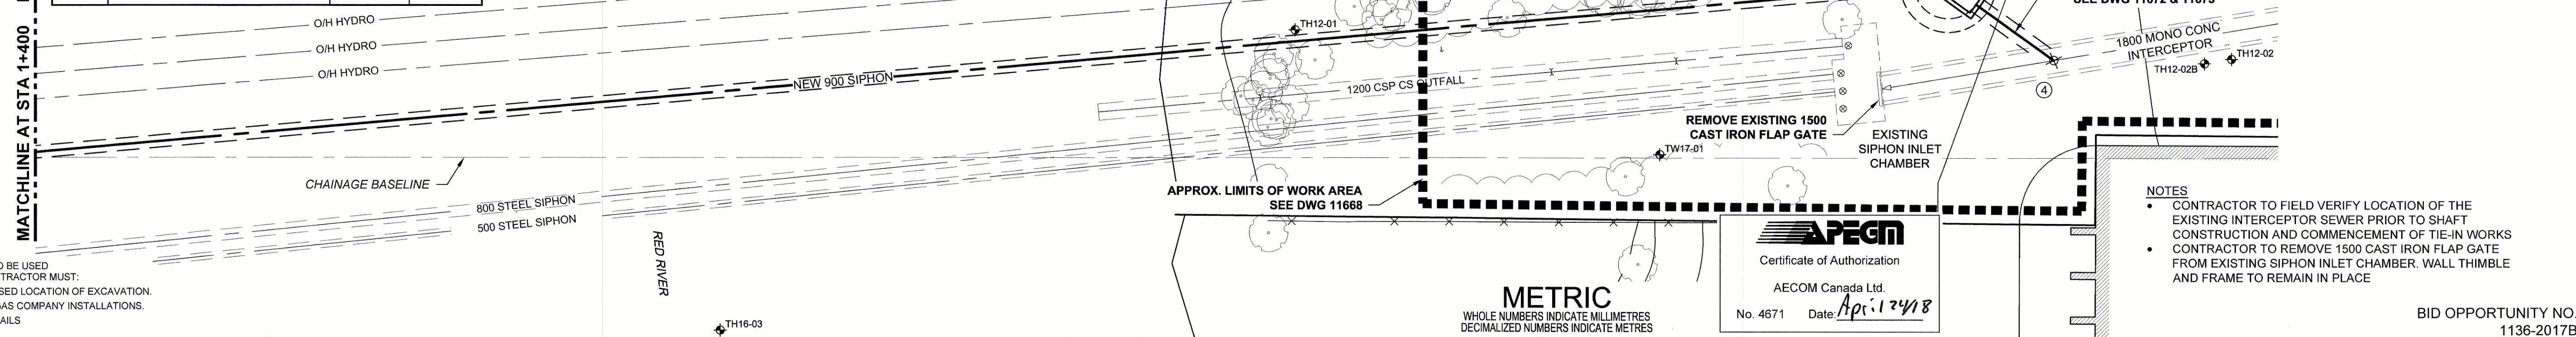 MATCHLINE AT STA 1+400
O/H HYDRO
O/H HYDRO
O/H HYDRO
NEW 900 SIPHON
CHAINAGE BASELINE
800 STEEL SIPHON
500 STEEL SIPHON
O BE USED
TRACTOR MUST:
SED LOCATION OF EXCAVATION.
GAS COMPANY INSTALLATIONS.
AILS
RED RIVER
TH16-03
TH12-01
1200 CSP CS OUTFALL
APPROX. LIMITS OF WORK AREA
SEE DWG 11668
REMOVE EXISTING 1500
CAST IRON FLAP GATE
TW17-01
EXISTING
SIPHON INLET
CHAMBER
SEE DWG 11672 & 11673
1800 MONO CONC
INTERCEPTOR
TH12-02
TH12-02B
4
METRIC
WHOLE NUMBERS INDICATE MILLIMETRES
DECIMALIZED NUMBERS INDICATE METRES
APEGM
Certificate of Authorization
AECOM Canada Ltd.
No. 4671 Date: April 24/18
NOTES
• CONTRACTOR TO FIELD VERIFY LOCATION OF THE
EXISTING INTERCEPTOR SEWER PRIOR TO SHAFT
CONSTRUCTION AND COMMENCEMENT OF TIE-IN WORKS
• CONTRACTOR TO REMOVE 1500 CAST IRON FLAP GATE
FROM EXISTING SIPHON INLET CHAMBER. WALL THIMBLE
AND FRAME TO REMAIN IN PLACE
BID OPPORTUNITY NO.
1136-2017B